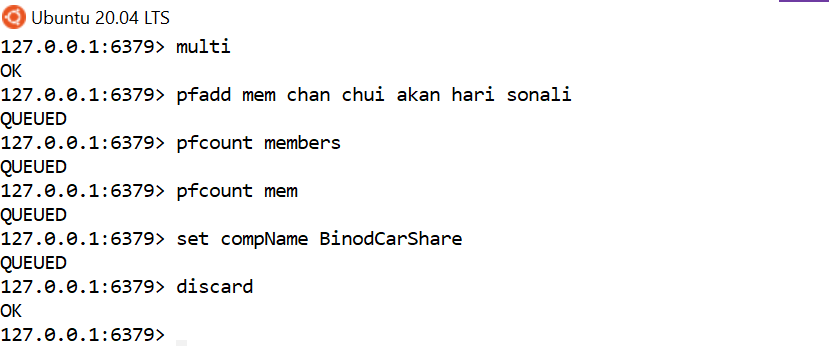 Ubuntu 20.04 LTS
127.0.0.1:6379> multi
OK
127.0.0.1:6379> pfadd mem chan chui akan hari sonali
QUEUED
127.0.0.1:6379> pfcount members
QUEUED
127.0.0.1:6379> pfcount mem
QUEUED
127.0.0.1:6379> set compName BinodCarShare
QUEUED
127.0.0.1:6379> discard
OK
127.0.0.1:6379>